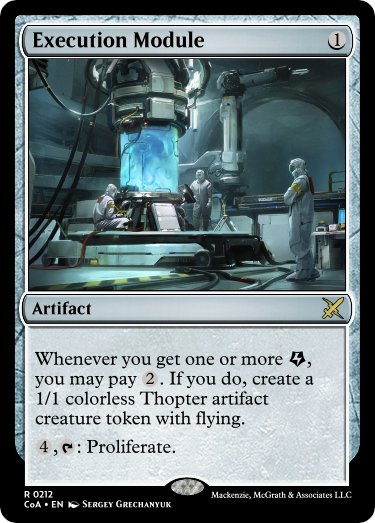 Execution Module 1
Artifact
Whenever you get one or more ,
you may pay 2. If you do, create a
1/1 colorless Thopter artifact
creature token with flying.
4, : Proliferate.
R 0212
CoA • EN Sergey Grechanyuk
Mackenzie, McGrath & Associates LLC